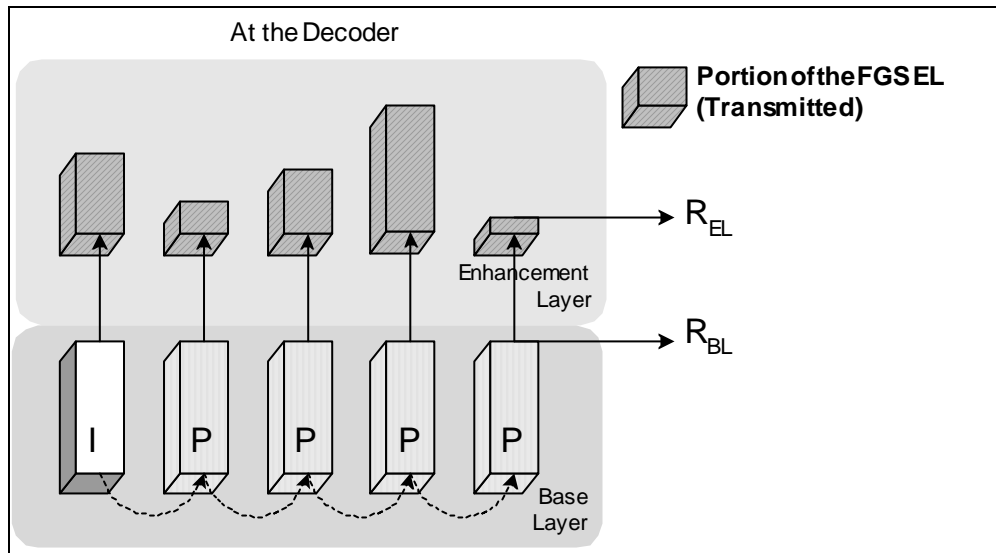 At the Decoder
Portion of the FGS EL
(Transmitted)
R_EL
Enhancement
Layer
R_BL
I P P P P
Base
Layer